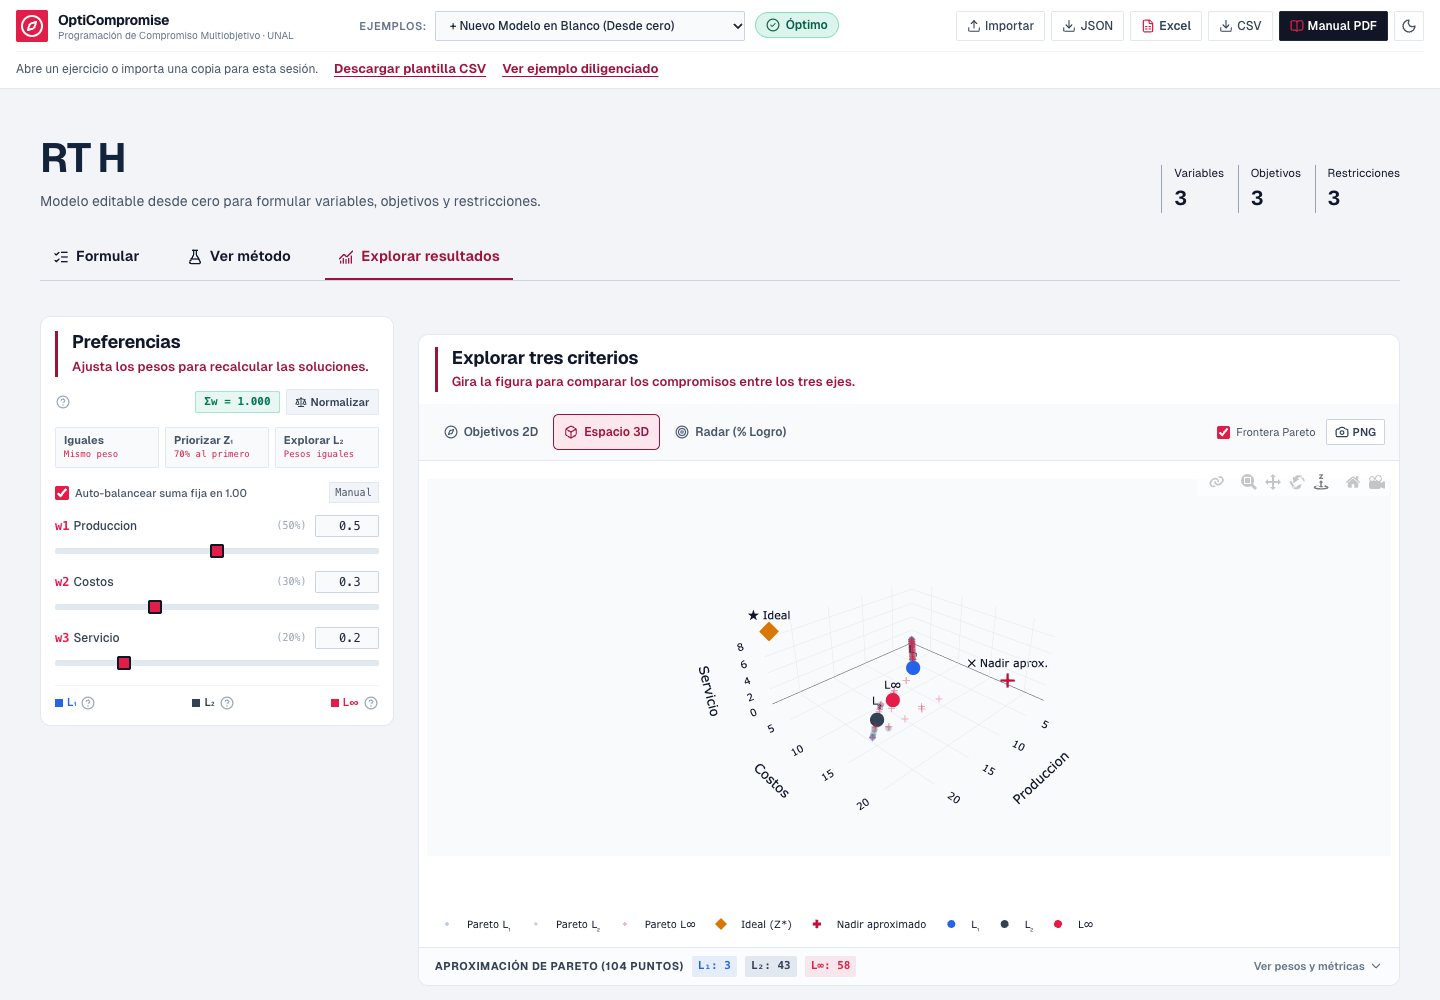 OptiCompromise
Programación de Compromiso Multiobjetivo · UNAL
EJEMPLOS:
+ Nuevo Modelo en Blanco (Desde cero)
Óptimo
Importar
JSON
Excel
CSV
Manual PDF
Abre un ejercicio o importa una copia para esta sesión.
Descargar plantilla CSV
Ver ejemplo diligenciado
RT H
Modelo editable desde cero para formular variables, objetivos y restricciones.
Variables
3
Objetivos
3
Restricciones
3
Formular
Ver método
Explorar resultados
Preferencias
Ajusta los pesos para recalcular las soluciones.
Σw = 1.000
Normalizar
Iguales
Mismo peso
Priorizar Z₁
70% al primero
Explorar L₂
Pesos iguales
Auto-balancear suma fija en 1.00
Manual
w1 Produccion (50%) 0.5
w2 Costos (30%) 0.3
w3 Servicio (20%) 0.2
L₁
L₂
L∞
Explorar tres criterios
Gira la figura para comparar los compromisos entre los tres ejes.
Objetivos 2D
Espacio 3D
Radar (% Logro)
Frontera Pareto
PNG
★ Ideal
✕ Nadir aprox.
L∞
Servicio
8
6
4
2
0
Costos
5
10
15
20
Produccion
5
10
15
20
Pareto L₁
Pareto L₂
Pareto L∞
Ideal (Z*)
Nadir aproximado
L₁
L₂
L∞
APROXIMACIÓN DE PARETO (104 PUNTOS)
L₁: 3
L₂: 43
L∞: 58
Ver pesos y métricas